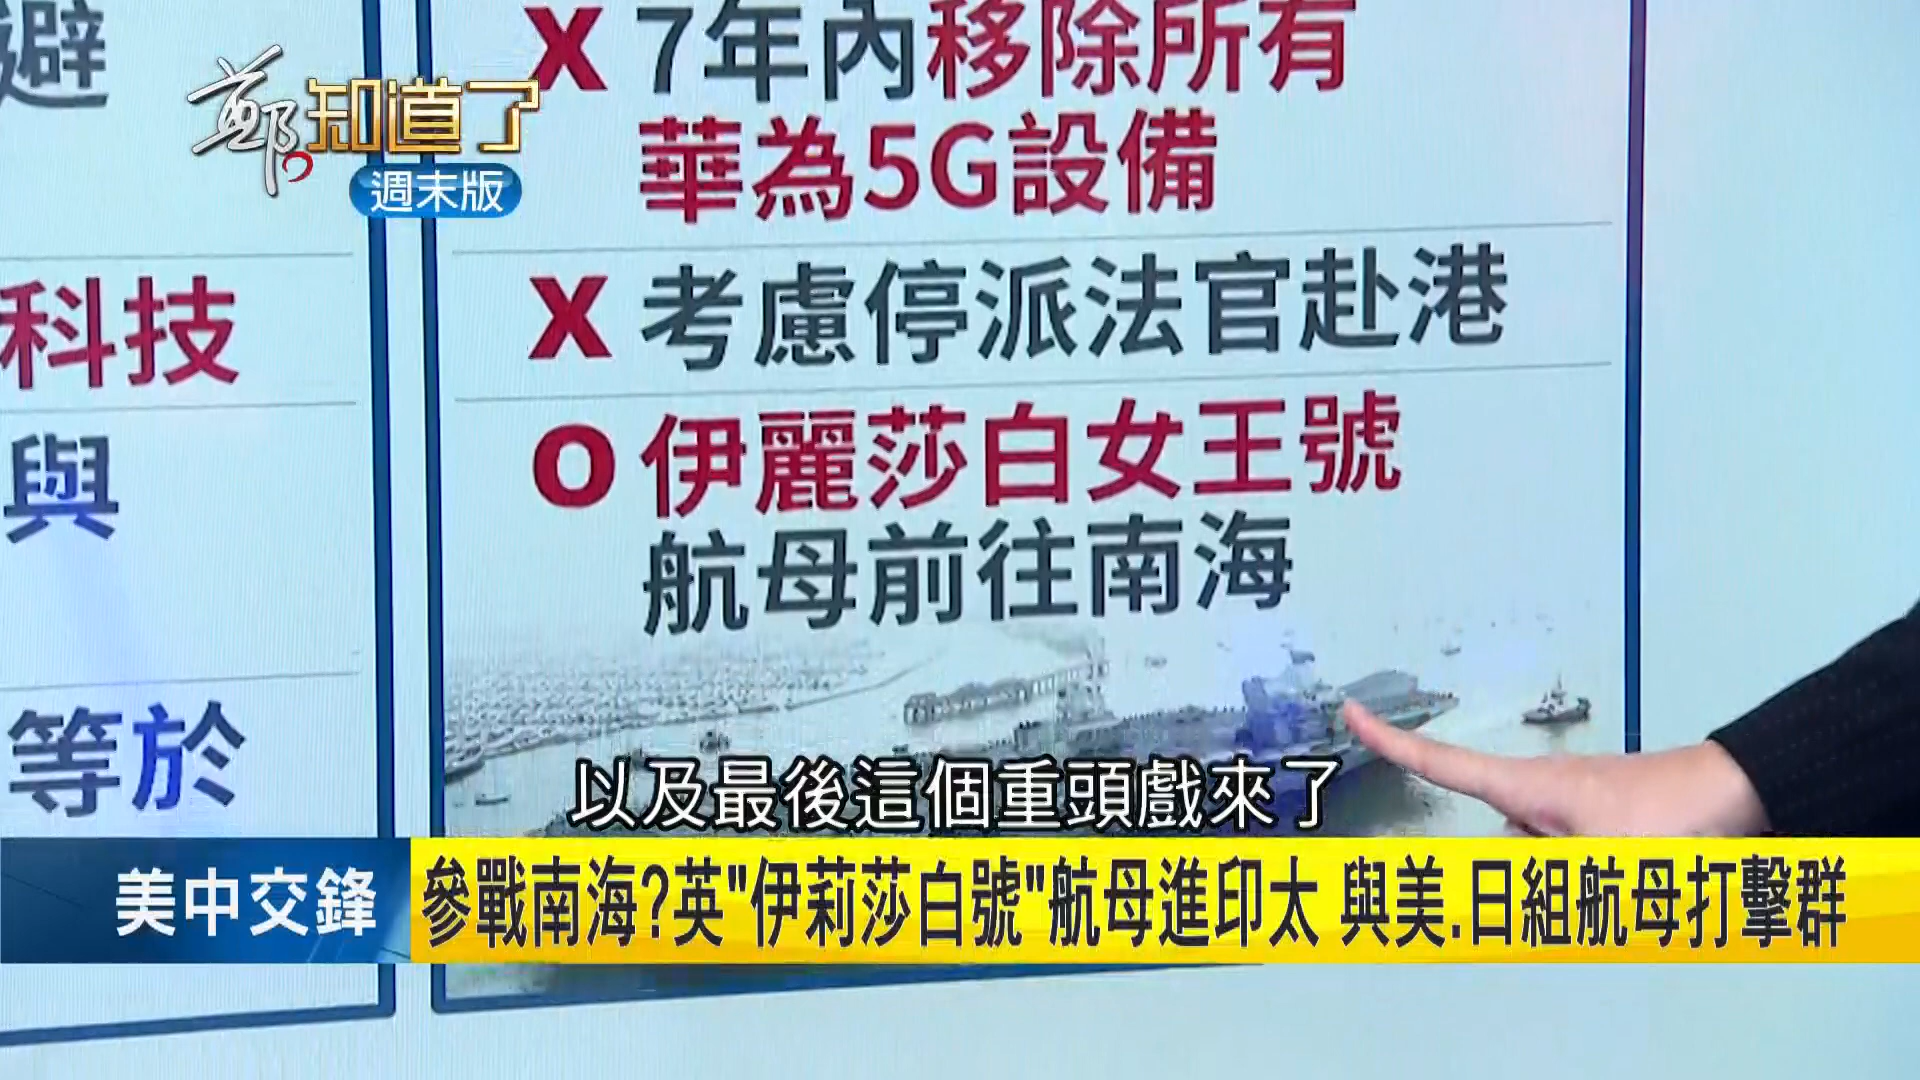 避
科技
與
等於
鄭知道了
週末版
X 7年內移除所有
華為5G設備
X 考慮停派法官赴港
O 伊麗莎白女王號
航母前往南海
以及最後這個重頭戲來了
美中交鋒
參戰南海?英"伊莉莎白號"航母進印太 與美.日組航母打擊群